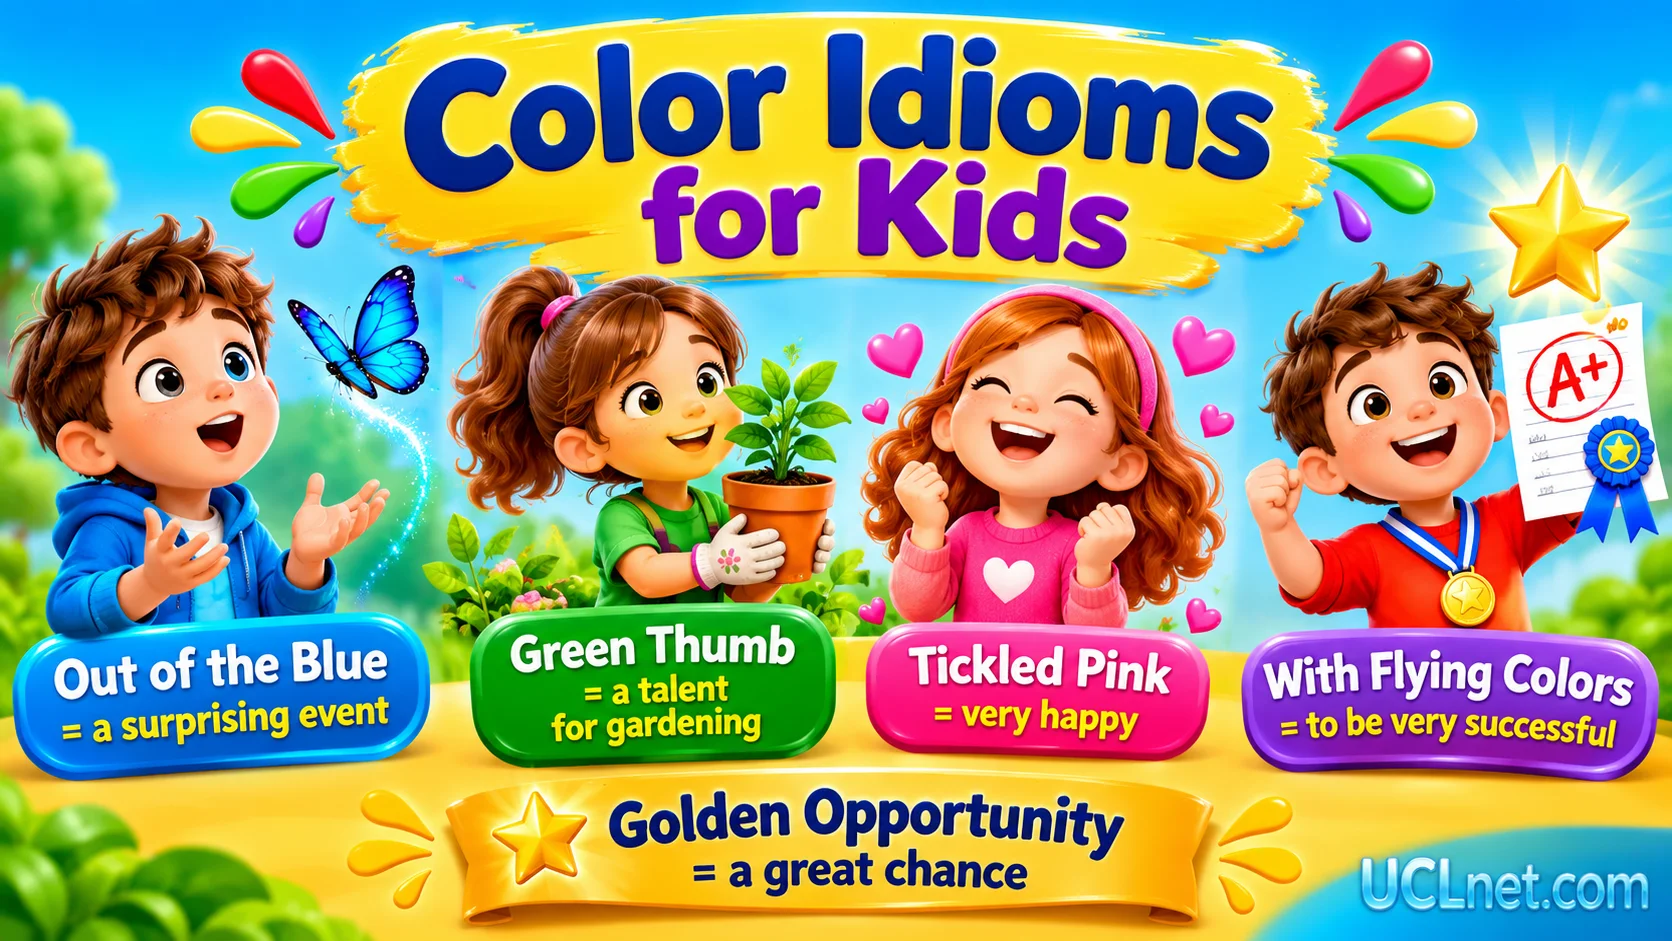 Color Idioms
for Kids
A+
Out of the Blue
= a surprising event
Green Thumb
= a talent
for gardening
Tickled Pink
= very happy
With Flying Colors
= to be very successful
Golden Opportunity
= a great chance
UCLnet.com